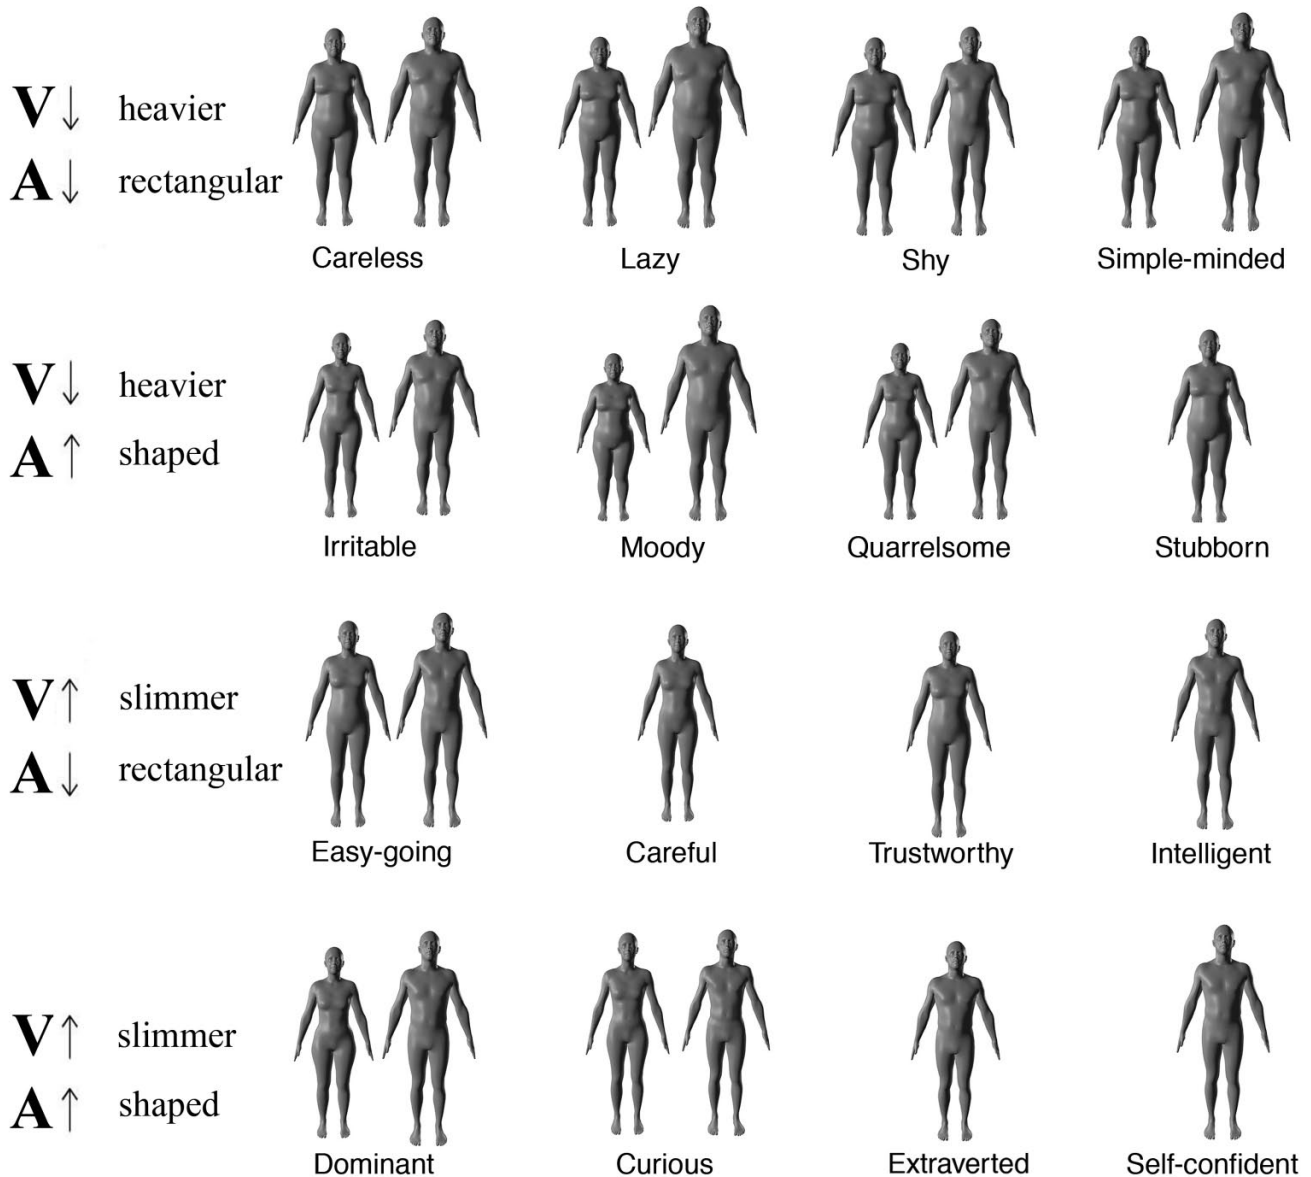 V↓ heavier
A↓ rectangular
Careless Lazy Shy Simple-minded
V↓ heavier
A↑ shaped
Irritable Moody Quarrelsome Stubborn
V↑ slimmer
A↓ rectangular
Easy-going Careful Trustworthy Intelligent
V↑ slimmer
A↑ shaped
Dominant Curious Extraverted Self-confident